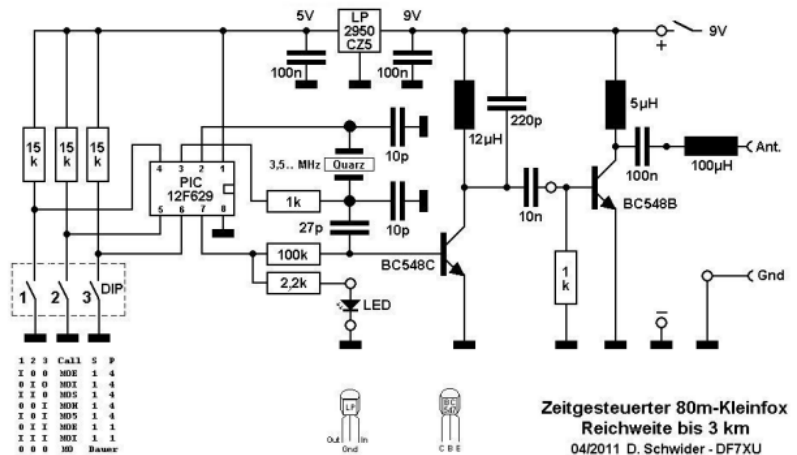 5V
LP
2950
CZ5
9V
9V
+
100n
100n
15
k
15
k
15
k
12µH
220p
5µH
10p
3,5.. MHz
Quarz
4 3 2 1
PIC
12F629
5 6 7 8
1k
10p
27p
10n
100n
100µH
Ant.
BC548B
100k
BC548C
2,2k
LED
1
k
Gnd
1 2 3 DIP
–
1 2 3 Call S P
I 0 0 MOE 1 4
0 I 0 MOI 1 4
I I 0 MOS 1 4
0 0 I MOH 1 4
I 0 I MO5 1 4
0 I I MOE 1 1
I I I MOI 1 1
0 0 0 MO Dauer
LP
Out In
Gnd
BC
547
C B E
Zeitgesteuerter 80m-Kleinfox
Reichweite bis 3 km
04/2011 D. Schwider - DF7XU